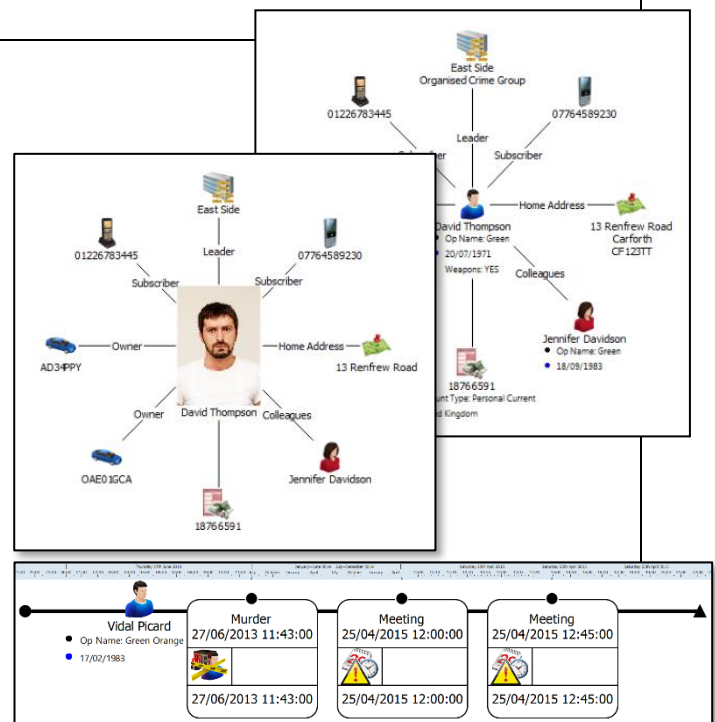 East Side
Organised Crime Group
01226783445
07764589230
Leader
Subscriber
Home Address
David Thompson
Op Name: Green
20/07/1971
Weapons: YES
13 Renfrew Road
Carforth
CF123TT
Colleagues
Jennifer Davidson
Op Name: Green
18/09/1983
18766591
unt Type: Personal Current
d Kingdom
East Side
01226783445
07764589230
Leader
Subscriber
Subscriber
Owner
Home Address
AD34PPY
13 Renfrew Road
Owner
David Thompson
Colleagues
OAE01GCA
Jennifer Davidson
18766591
Vidal Picard
Op Name: Green Orange
17/02/1983
Murder
27/06/2013 11:43:00
27/06/2013 11:43:00
Meeting
25/04/2015 12:00:00
25/04/2015 12:00:00
Meeting
25/04/2015 12:45:00
25/04/2015 12:45:00